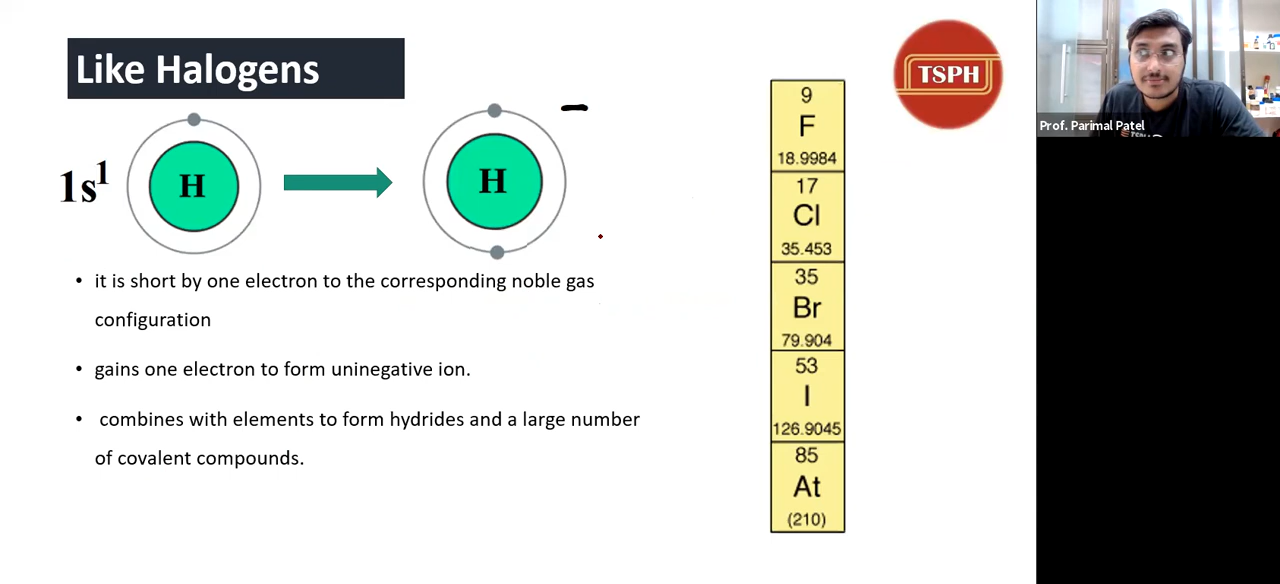 Like Halogens
TSPH
Prof. Parimal Patel
1s¹
H
H
−
• it is short by one electron to the corresponding noble gas
configuration
• gains one electron to form uninegative ion.
• combines with elements to form hydrides and a large number
of covalent compounds.
9
F
18.9984
17
Cl
35.453
35
Br
79.904
53
I
126.9045
85
At
(210)